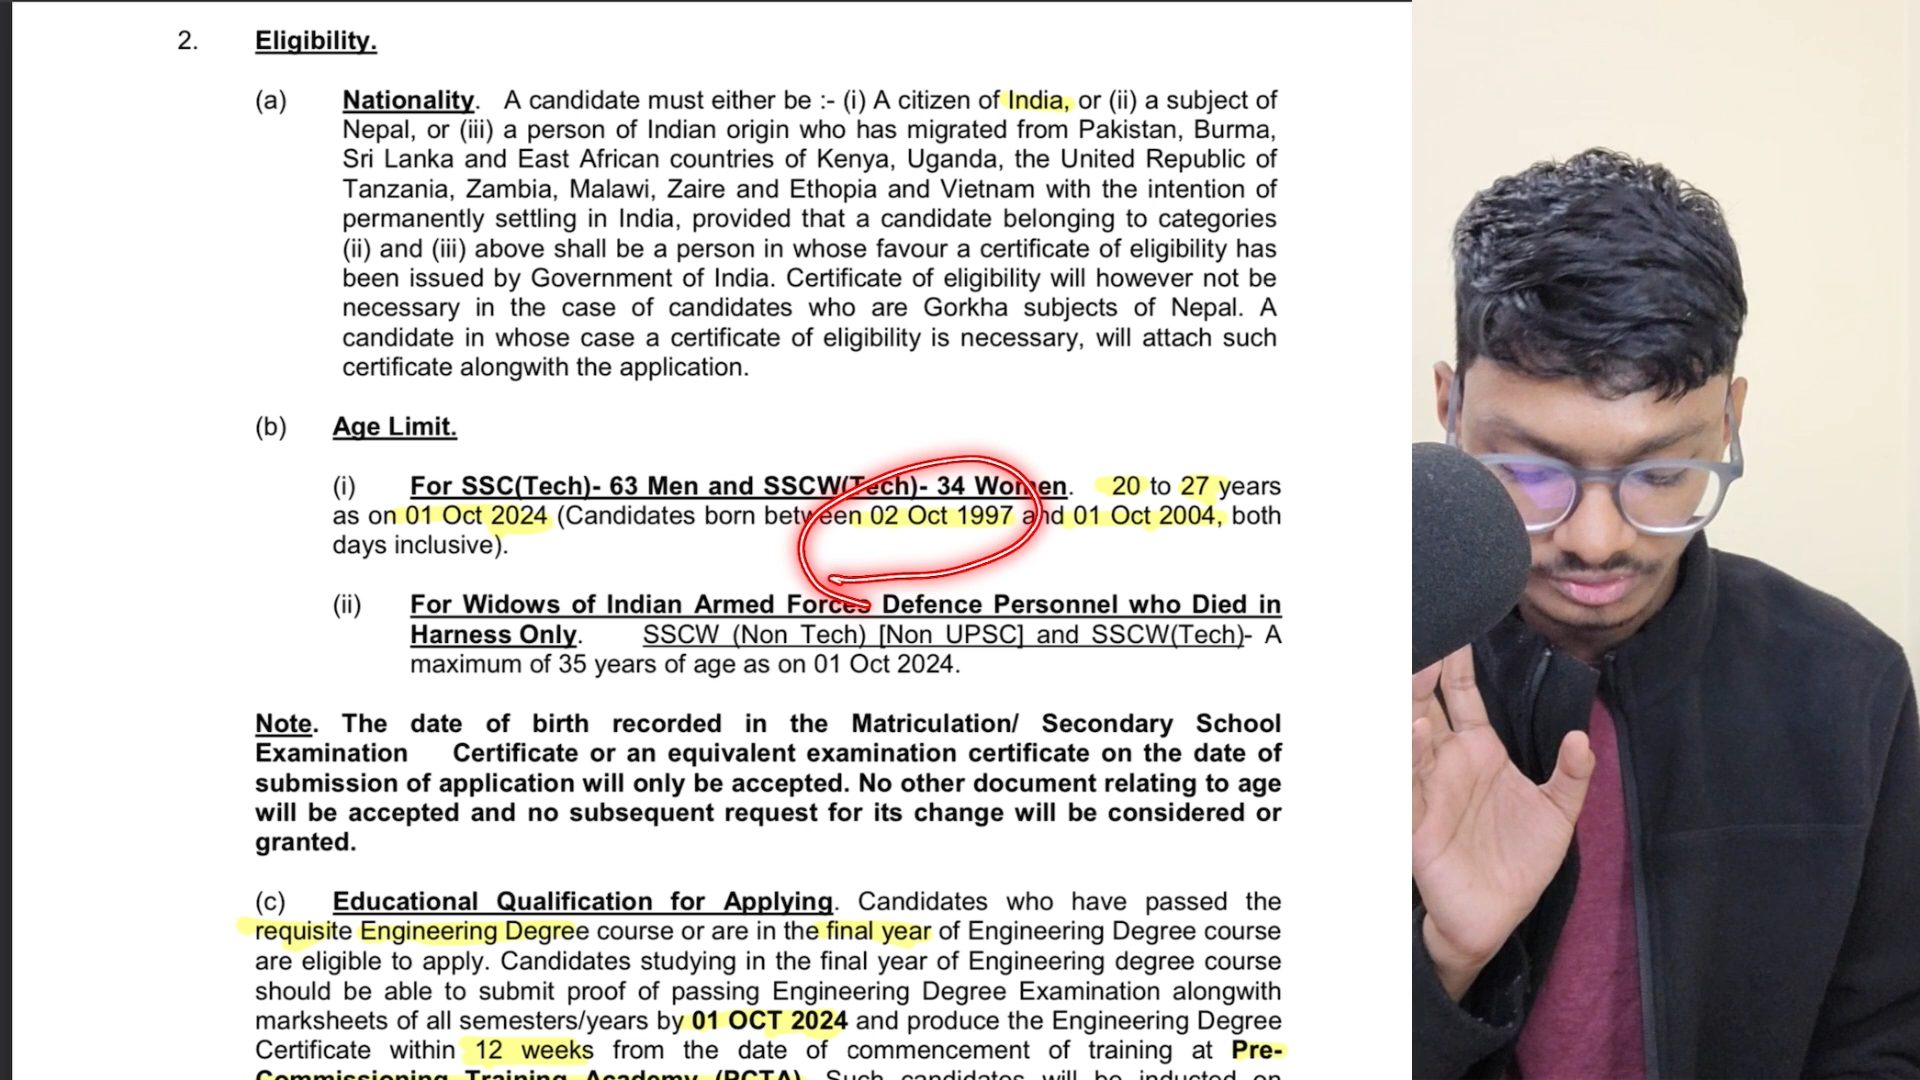 2. Eligibility.
(a) Nationality. A candidate must either be :- (i) A citizen of India, or (ii) a subject of
Nepal, or (iii) a person of Indian origin who has migrated from Pakistan, Burma,
Sri Lanka and East African countries of Kenya, Uganda, the United Republic of
Tanzania, Zambia, Malawi, Zaire and Ethopia and Vietnam with the intention of
permanently settling in India, provided that a candidate belonging to categories
(ii) and (iii) above shall be a person in whose favour a certificate of eligibility has
been issued by Government of India. Certificate of eligibility will however not be
necessary in the case of candidates who are Gorkha subjects of Nepal. A
candidate in whose case a certificate of eligibility is necessary, will attach such
certificate alongwith the application.
(b) Age Limit.
(i) For SSC(Tech)- 63 Men and SSCW(Tech)- 34 Women. 20 to 27 years
as on 01 Oct 2024 (Candidates born between 02 Oct 1997 and 01 Oct 2004, both
days inclusive).
(ii) For Widows of Indian Armed Forces Defence Personnel who Died in
Harness Only. SSCW (Non Tech) [Non UPSC] and SSCW(Tech)- A
maximum of 35 years of age as on 01 Oct 2024.
Note. The date of birth recorded in the Matriculation/ Secondary School
Examination Certificate or an equivalent examination certificate on the date of
submission of application will only be accepted. No other document relating to age
will be accepted and no subsequent request for its change will be considered or
granted.
(c) Educational Qualification for Applying. Candidates who have passed the
requisite Engineering Degree course or are in the final year of Engineering Degree course
are eligible to apply. Candidates studying in the final year of Engineering degree course
should be able to submit proof of passing Engineering Degree Examination alongwith
marksheets of all semesters/years by 01 OCT 2024 and produce the Engineering Degree
Certificate within 12 weeks from the date of commencement of training at Pre-
Commissioning Training Academy (PCTA). Such candidates will be inducted on